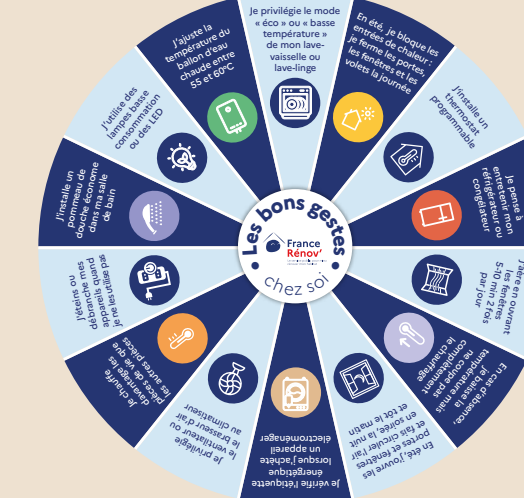 Je privilégie le mode
« éco » ou « basse
température »
de mon lave-
vaisselle ou
lave-linge
En été, je bloque les
entrées de chaleur :
je ferme les portes,
les fenêtres et les
volets la journée
J'installe un
thermostat
programmable
Je pense à
entretenir mon
réfrigérateur ou
congélateur
J'aère en ouvrant
les fenêtres
5-10 min 2 fois
par jour
En cas d'absence,
je baisse la
température mais
ne coupe pas
complètement
le chauffage
En été, j'ouvre les
portes et fenêtres
et fais circuler l'air
en soirée, la nuit
et tôt le matin
Je vérifie l'étiquette
énergétique
lorsque j'achète
un appareil
électroménager
Je privilégie
le ventilateur ou
le brasseur d'air
au climatiseur
Je chauffe
davantage les
pièces de vie que
les autres pièces
J'éteins ou
débranche mes
appareils quand
je ne les utilise pas
J'installe un
pommeau de
douche économe
dans ma salle
de bain
J'utilise des
lampes basse
consommation
ou des LED
J'ajuste la
température du
ballon d'eau
chaude entre
55 et 60°C
Les bons gestes
France
Rénov'
chez soi